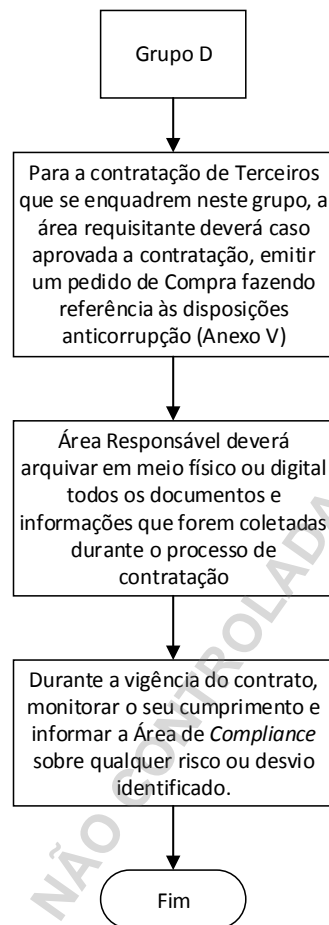 Grupo D
Para a contratação de Terceiros
que se enquadrem neste grupo, a
área requisitante deverá caso
aprovada a contratação, emitir
um pedido de Compra fazendo
referência às disposições
anticorrupção (Anexo V)
Área Responsável deverá
arquivar em meio físico ou digital
todos os documentos e
informações que forem coletadas
durante o processo de
contratação
Durante a vigência do contrato,
monitorar o seu cumprimento e
informar a Área de Compliance
sobre qualquer risco ou desvio
identificado.
Fim
NÃO CONTROLADA